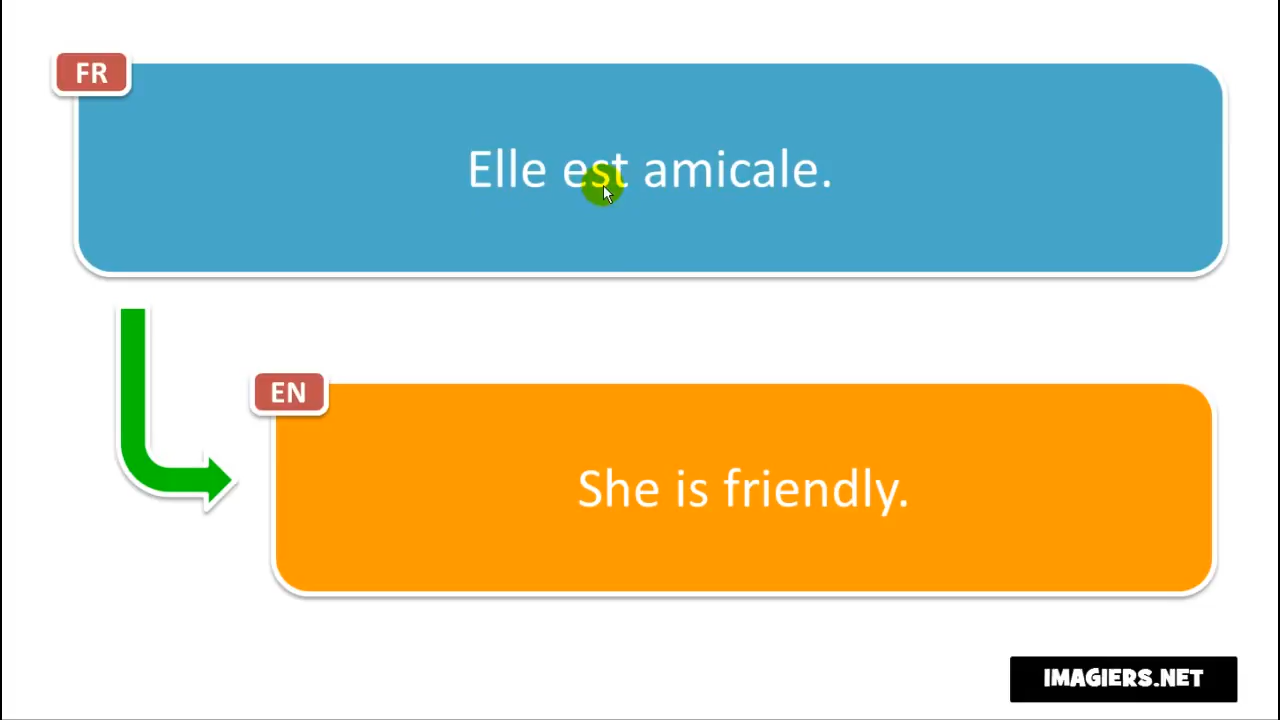 FR
Elle est amicale.
EN
She is friendly.
IMAGIERS.NET